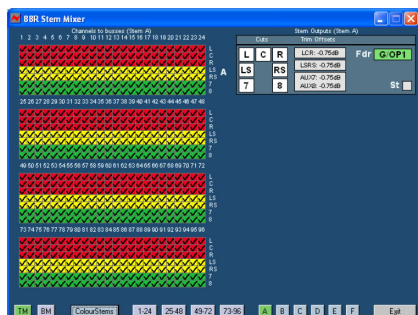 BBR Stem Mixer
Channels to busses (Stem A)
1 2 3 4 5 6 7 8 9 10 11 12 13 14 15 16 17 18 19 20 21 22 23 24
L
C
R
LS
RS
7
8
A
25 26 27 28 29 30 31 32 33 34 35 36 37 38 39 40 41 42 43 44 45 46 47 48
L
C
R
LS
RS
7
8
49 50 51 52 53 54 55 56 57 58 59 60 61 62 63 64 65 66 67 68 69 70 71 72
L
C
R
LS
RS
7
8
73 74 75 76 77 78 79 80 81 82 83 84 85 86 87 88 89 90 91 92 93 94 95 96
L
C
R
LS
RS
7
8
Stem Outputs (Stem A)
Cuts Trim Offsets
L C R LCR: -0.75dB Fdr G/OP1
LS RS LSRS: -0.75dB
AUX7: -0.75dB
7 8 AUX8: -0.75dB St
TM BM ColourStems 1-24 25-48 49-72 73-96 A B C D E F Exit